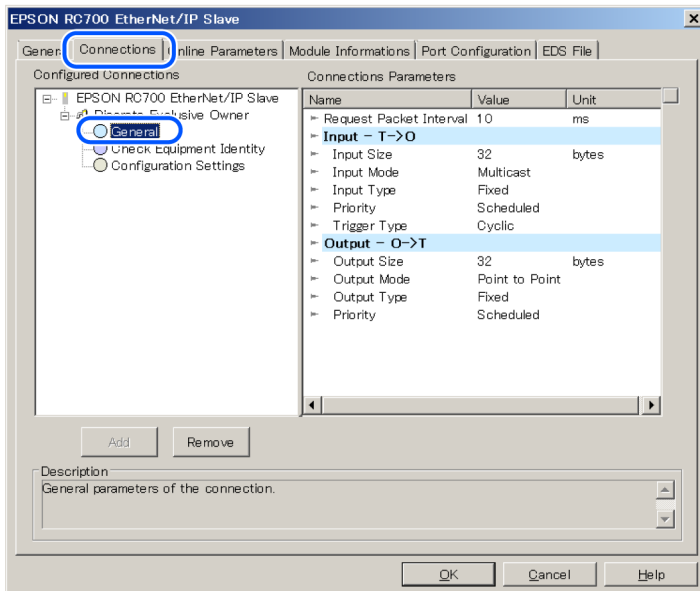 EPSON RC700 EtherNet/IP Slave
Connections
Online Parameters
Module Informations
Port Configuration
EDS File
Configured Connections
EPSON RC700 EtherNet/IP Slave
Discrete Exclusive Owner
General
Check Equipment Identity
Configuration Settings
Connections Parameters
Name Value Unit
Request Packet Interval 10 ms
Input - T->O
Input Size 32 bytes
Input Mode Multicast
Input Type Fixed
Priority Scheduled
Trigger Type Cyclic
Output - O->T
Output Size 32 bytes
Output Mode Point to Point
Output Type Fixed
Priority Scheduled
Add
Remove
Description
General parameters of the connection.
OK
Cancel
Help